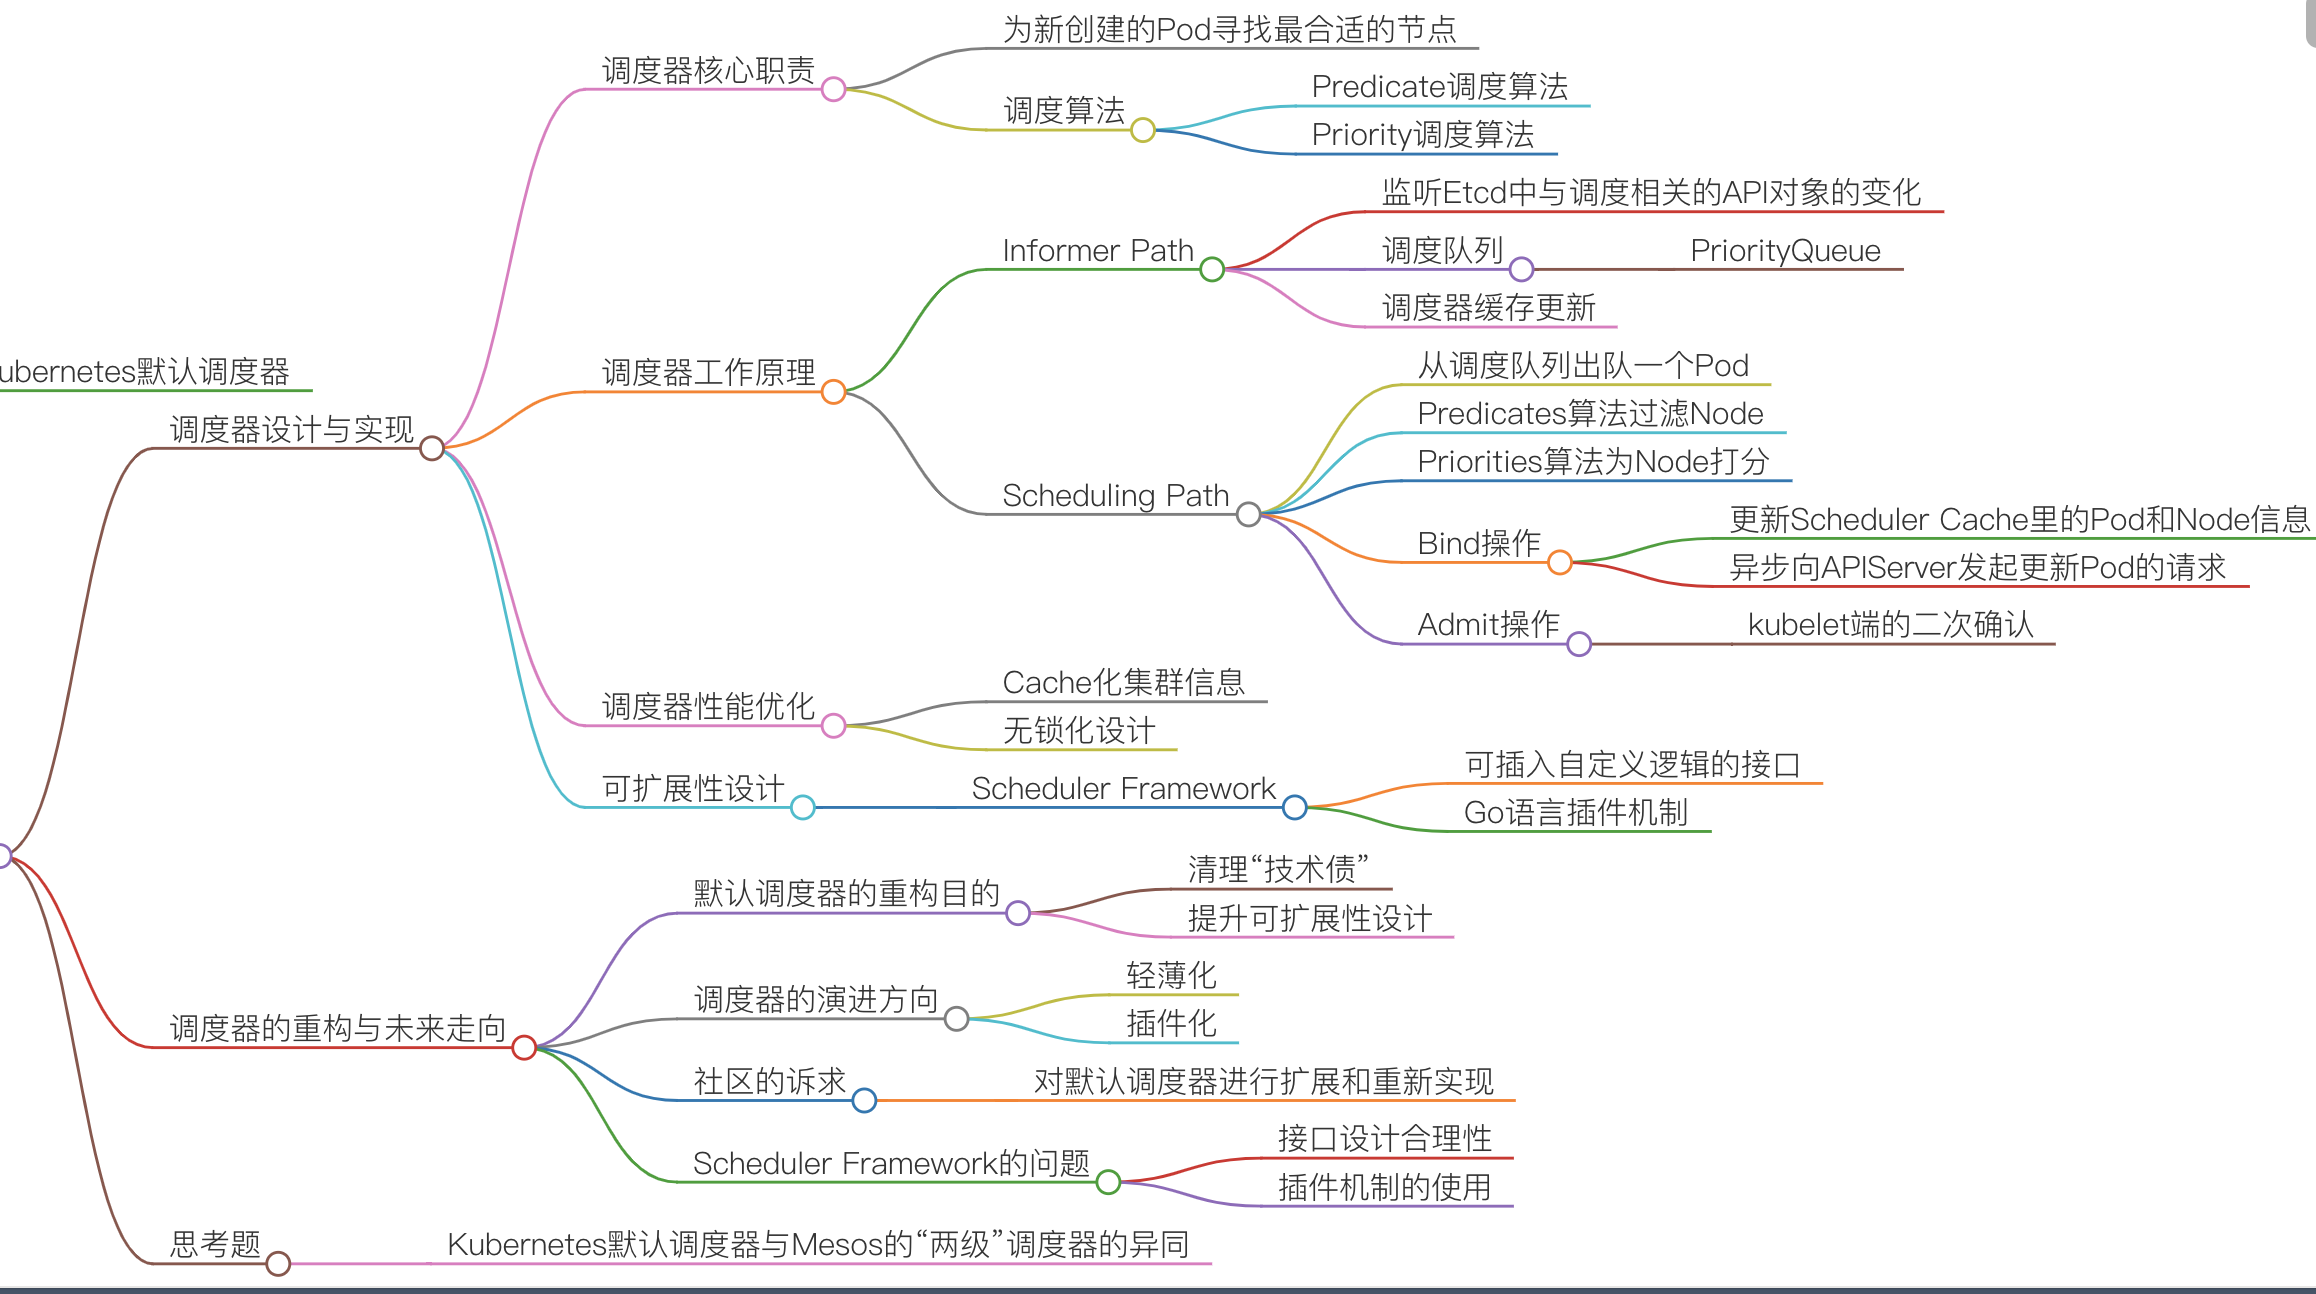 ubernetes默认调度器
调度器设计与实现
调度器核心职责
为新创建的Pod寻找最合适的节点
调度算法
Predicate调度算法
Priority调度算法
调度器工作原理
Informer Path
监听Etcd中与调度相关的API对象的变化
调度队列
PriorityQueue
调度器缓存更新
Scheduling Path
从调度队列出队一个Pod
Predicates算法过滤Node
Priorities算法为Node打分
Bind操作
更新Scheduler Cache里的Pod和Node信息
异步向APIServer发起更新Pod的请求
Admit操作
kubelet端的二次确认
调度器性能优化
Cache化集群信息
无锁化设计
可扩展性设计
Scheduler Framework
可插入自定义逻辑的接口
Go语言插件机制
调度器的重构与未来走向
默认调度器的重构目的
清理“技术债”
提升可扩展性设计
调度器的演进方向
轻薄化
插件化
社区的诉求
对默认调度器进行扩展和重新实现
Scheduler Framework的问题
接口设计合理性
插件机制的使用
思考题
Kubernetes默认调度器与Mesos的“两级”调度器的异同